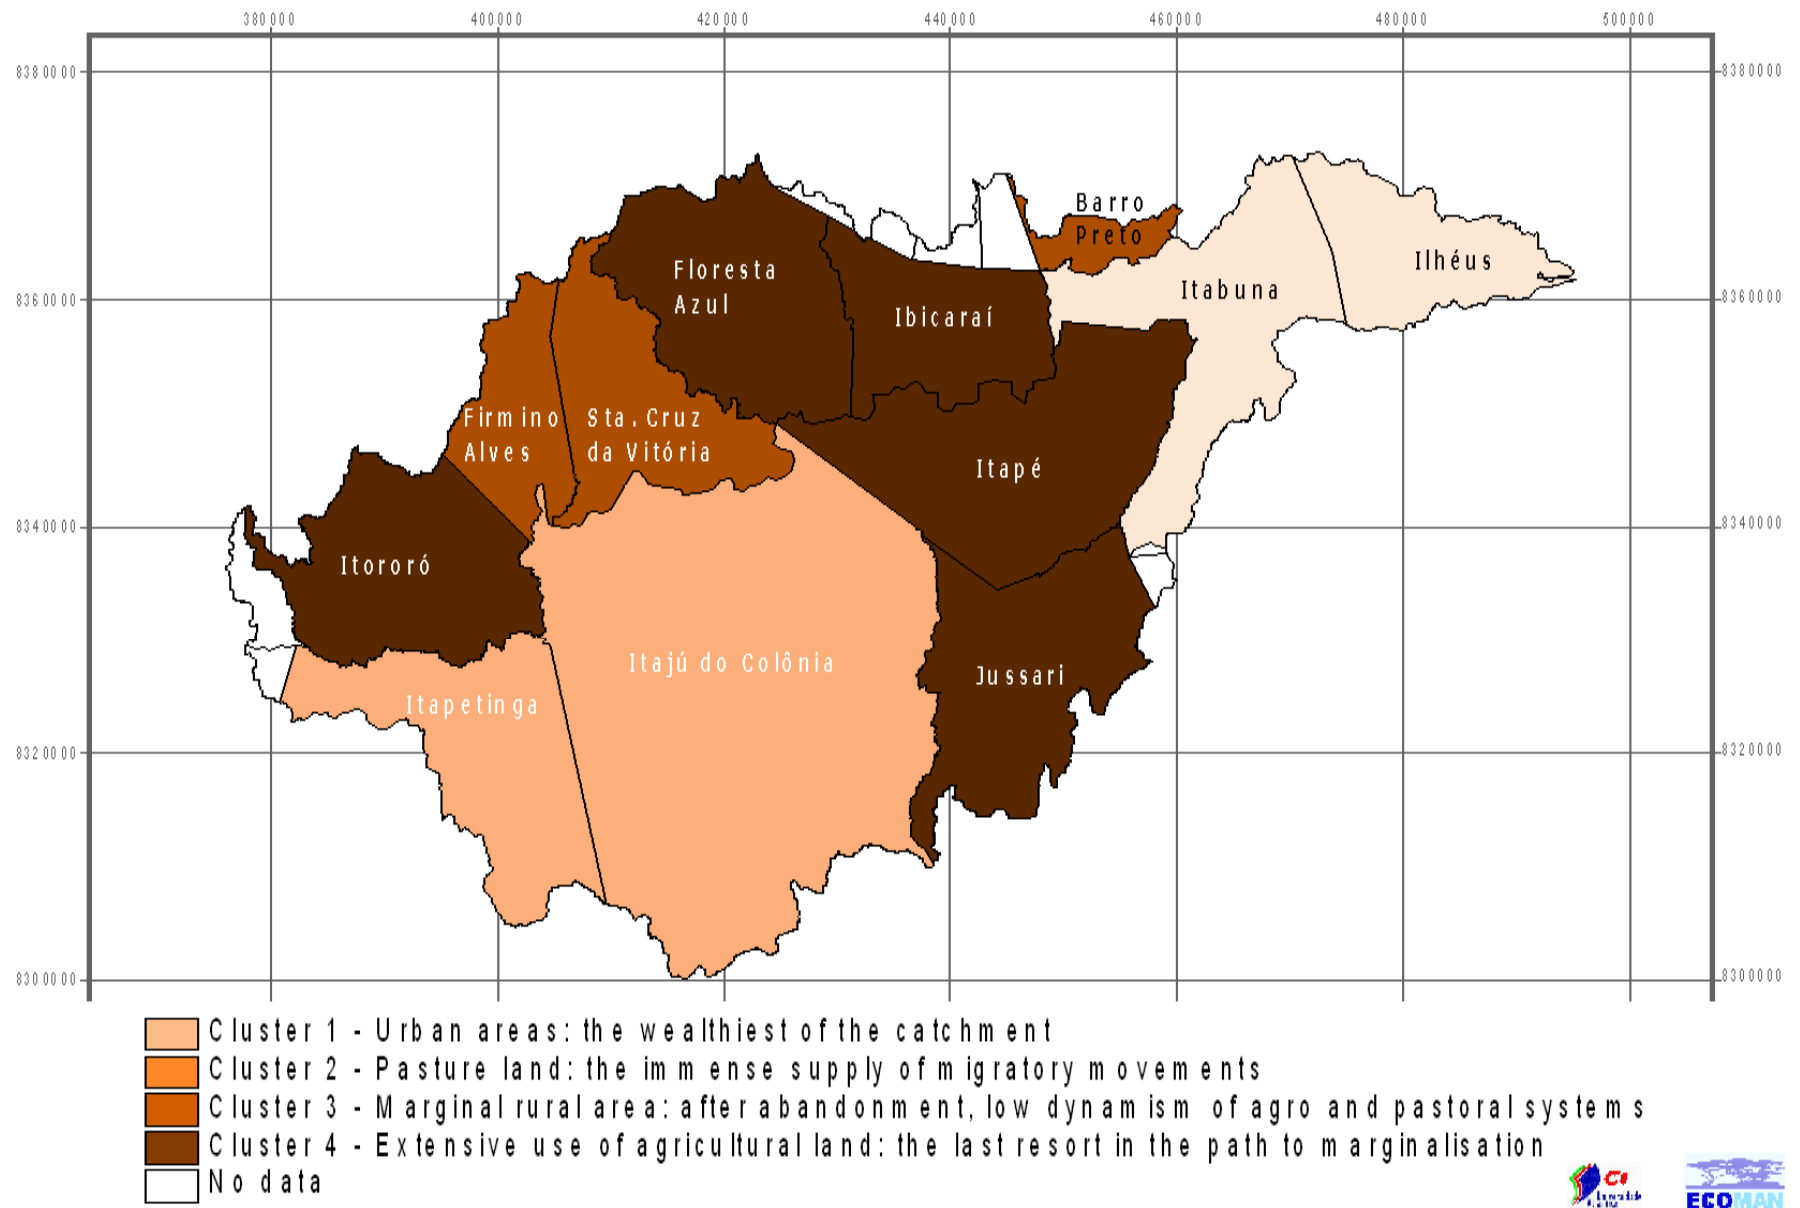 380000 400000 420000 440000 460000 480000 500000
8380000 8380000
Barro
Preto
Ilhéus
Floresta
Azul
Itabuna
8360000 8360000
Ibicaraí
Firmino
Alves
Sta. Cruz
da Vitória
Itapé
8340000 8340000
Itororó
Itajú do Colônia
Jussari
Itapetinga
8320000 8320000
8300000 8300000
Cluster 1 - Urban areas: the wealthiest of the catchment
Cluster 2 - Pasture land: the immense supply of migratory movements
Cluster 3 - Marginal rural area: after abandonment, low dynamism of agro and pastoral systems
Cluster 4 - Extensive use of agricultural land: the last resort in the path to marginalisation
No data
ECOMAN